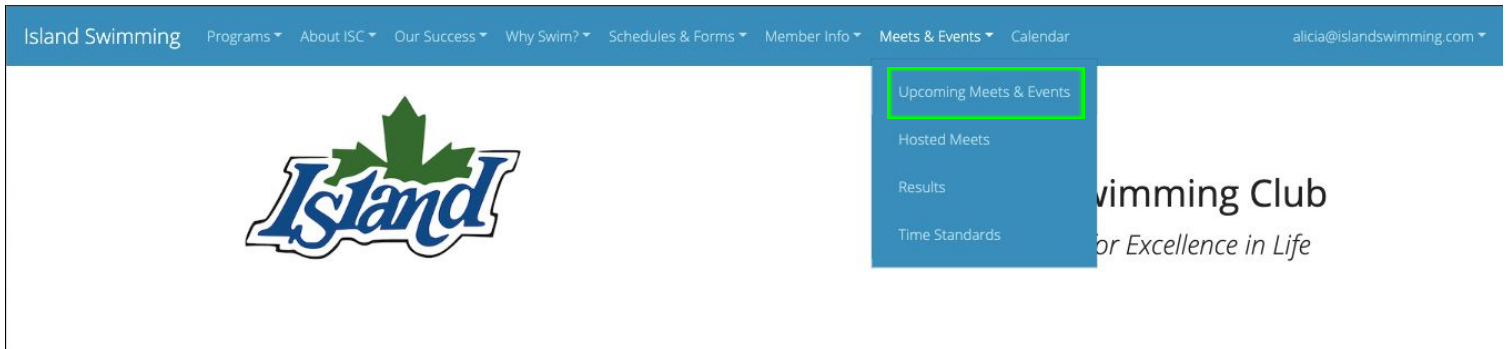 Island Swimming Programs About ISC Our Success Why Swim? Schedules & Forms Member Info Meets & Events Calendar alicia@islandswimming.com
Upcoming Meets & Events
Hosted Meets
Results
Time Standards
Island
wimming Club
or Excellence in Life